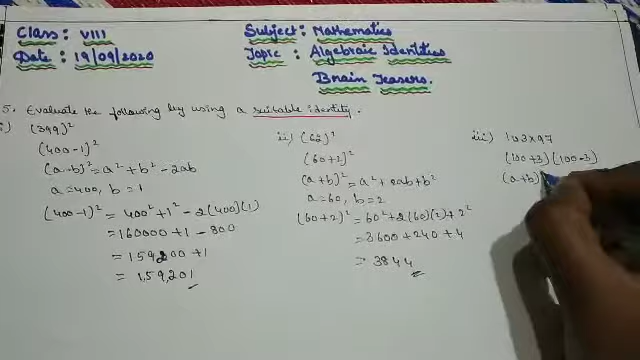 Class: VIII
Subject: Mathematics
Date: 19/09/2020
Topic: Algebraic Identities
Brain Teasers.
5. Evaluate the following by using a suitable identity.
i) (399)²
(400-1)²
(a-b)² = a² + b² - 2ab
a = 400, b = 1
(400-1)² = 400² + 1² - 2(400)(1)
= 160000 + 1 - 800
= 159200 + 1
= 1,59,201
ii) (62)²
(60+2)²
(a+b)² = a² + 2ab + b²
a = 60, b = 2
(60+2)² = 60² + 2(60)(2) + 2²
= 3600 + 240 + 4
= 3844
iii) 103×97
(100+3)(100-3)
(a+b)